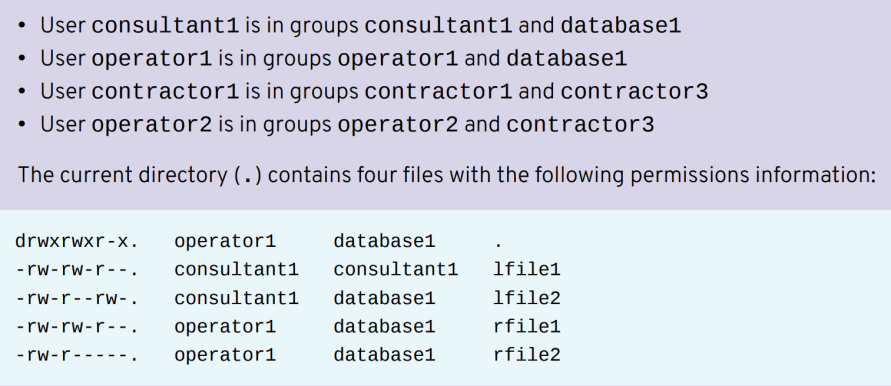 • User consultant1 is in groups consultant1 and database1
• User operator1 is in groups operator1 and database1
• User contractor1 is in groups contractor1 and contractor3
• User operator2 is in groups operator2 and contractor3
The current directory (.) contains four files with the following permissions information:
drwxrwxr-x. operator1 database1 .
-rw-rw-r--. consultant1 consultant1 lfile1
-rw-r--rw-. consultant1 database1 lfile2
-rw-rw-r--. operator1 database1 rfile1
-rw-r-----. operator1 database1 rfile2